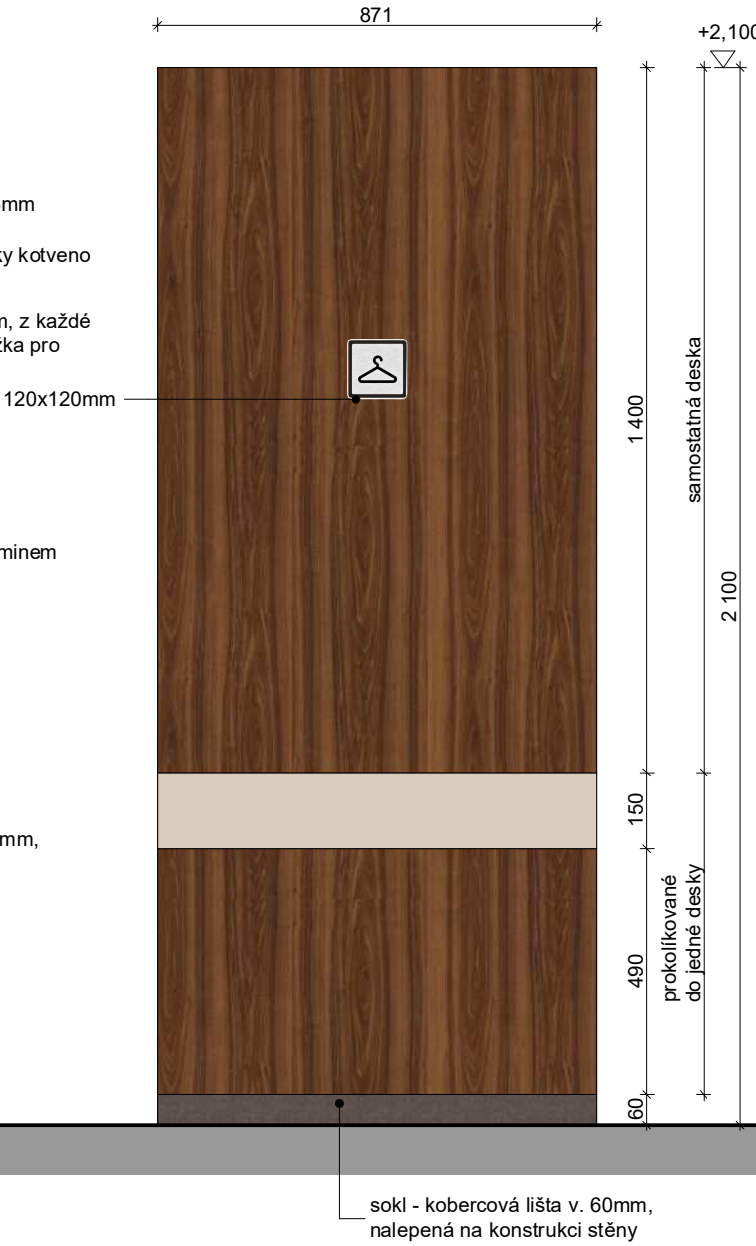 871
+2,100
mm
ky kotveno
m, z každé
žka pro
120x120mm
minem
mm,
1 400
samostatná deska
2 100
150
490
prokolíkované
do jedné desky
60
sokl - kobercová lišta v. 60mm,
nalepená na konstrukci stěny